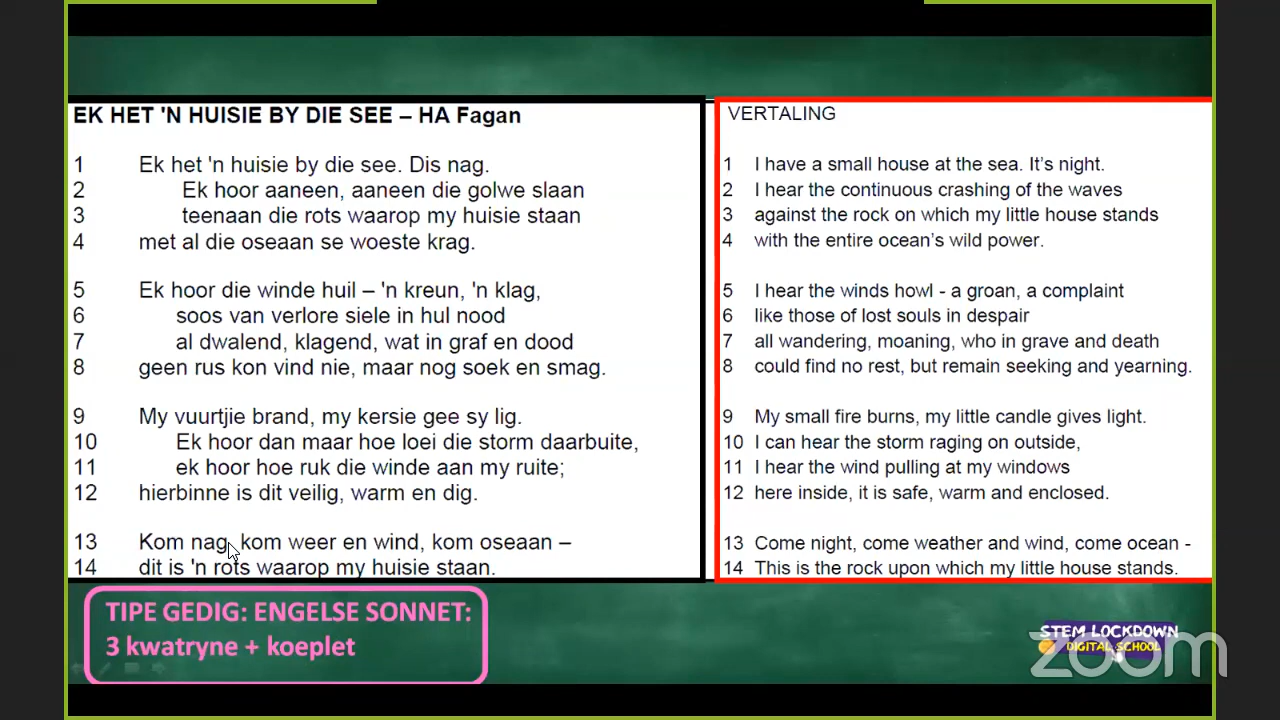 EK HET 'N HUISIE BY DIE SEE – HA Fagan
1 Ek het 'n huisie by die see. Dis nag.
2 Ek hoor aaneen, aaneen die golwe slaan
3 teenaan die rots waarop my huisie staan
4 met al die oseaan se woeste krag.
5 Ek hoor die winde huil – 'n kreun, 'n klag,
6 soos van verlore siele in hul nood
7 al dwalend, klagend, wat in graf en dood
8 geen rus kon vind nie, maar nog soek en smag.
9 My vuurtjie brand, my kersie gee sy lig.
10 Ek hoor dan maar hoe loei die storm daarbuite,
11 ek hoor hoe ruk die winde aan my ruite;
12 hierbinne is dit veilig, warm en dig.
13 Kom nag, kom weer en wind, kom oseaan –
14 dit is 'n rots waarop my huisie staan.
VERTALING
1 I have a small house at the sea. It's night.
2 I hear the continuous crashing of the waves
3 against the rock on which my little house stands
4 with the entire ocean's wild power.
5 I hear the winds howl - a groan, a complaint
6 like those of lost souls in despair
7 all wandering, moaning, who in grave and death
8 could find no rest, but remain seeking and yearning.
9 My small fire burns, my little candle gives light.
10 I can hear the storm raging on outside,
11 I hear the wind pulling at my windows
12 here inside, it is safe, warm and enclosed.
13 Come night, come weather and wind, come ocean -
14 This is the rock upon which my little house stands.
TIPE GEDIG: ENGELSE SONNET:
3 kwatryne + koeplet
STEM LOCKDOWN
DIGITAL SCHOOL
zoom